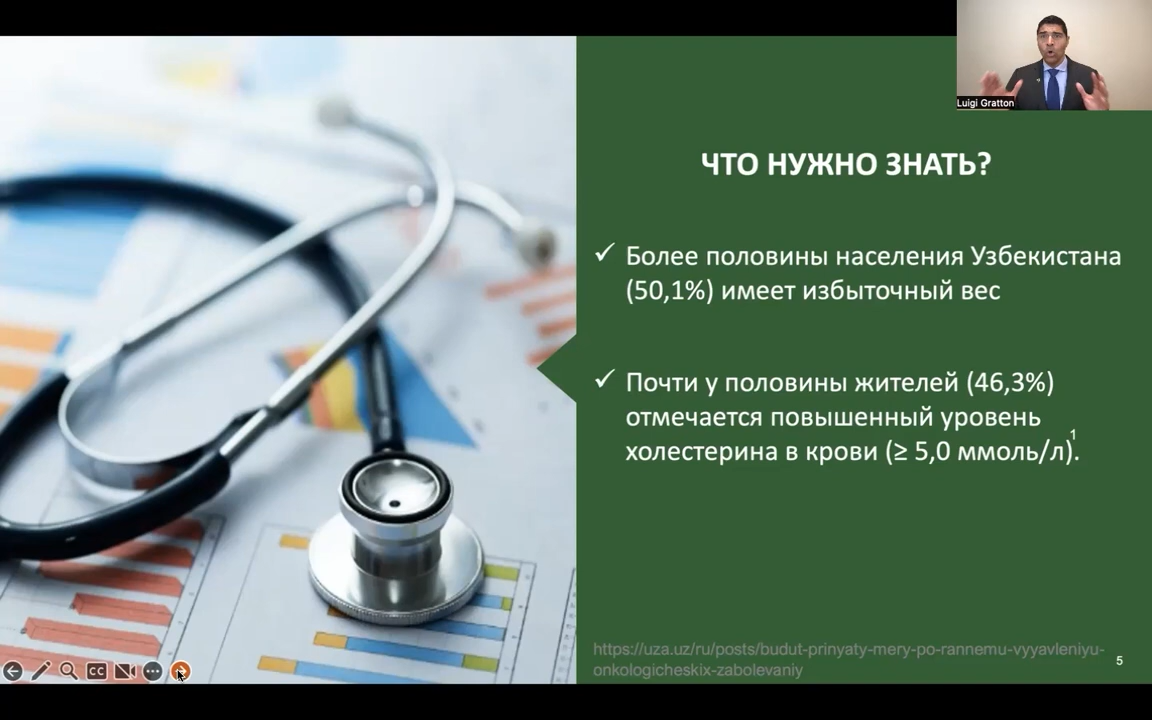 Luigi Gratton
ЧТО НУЖНО ЗНАТЬ?
✓ Более половины населения Узбекистана
(50,1%) имеет избыточный вес
✓ Почти у половины жителей (46,3%)
отмечается повышенный уровень
холестерина в крови (≥ 5,0 ммоль/л).1
https://uza.uz/ru/posts/budut-prinyaty-mery-po-rannemu-vyyavleniyu-
onkologicheskix-zabolevaniy
5
CC